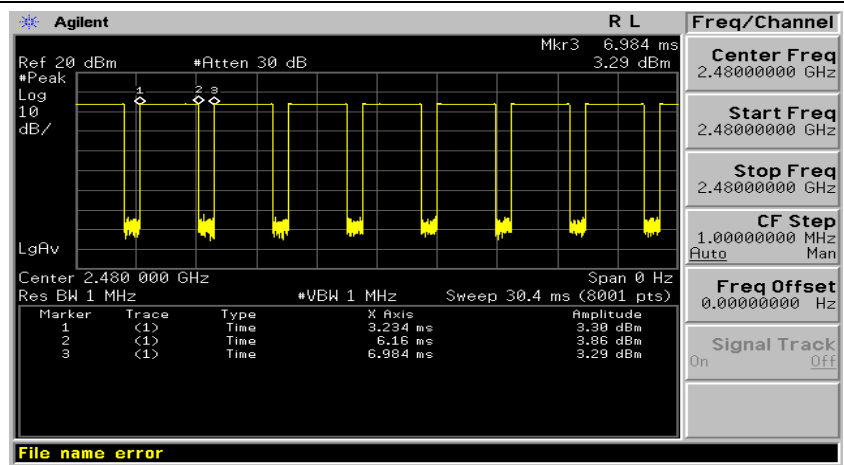 Agilent
R L
Freq/Channel
Mkr3 6.984 ms
Ref 20 dBm #Atten 30 dB 3.29 dBm
#Peak
Log
10
dB/
1 2 3
LgAv
Center 2.480 000 GHz Span 0 Hz
Res BW 1 MHz #VBW 1 MHz Sweep 30.4 ms (8001 pts)
Marker Trace Type X Axis Amplitude
1 (1) Time 3.234 ms 3.30 dBm
2 (1) Time 6.16 ms 3.86 dBm
3 (1) Time 6.984 ms 3.29 dBm
File name error
Center Freq
2.48000000 GHz
Start Freq
2.48000000 GHz
Stop Freq
2.48000000 GHz
CF Step
1.00000000 MHz
Auto Man
Freq Offset
0.00000000 Hz
Signal Track
On Off